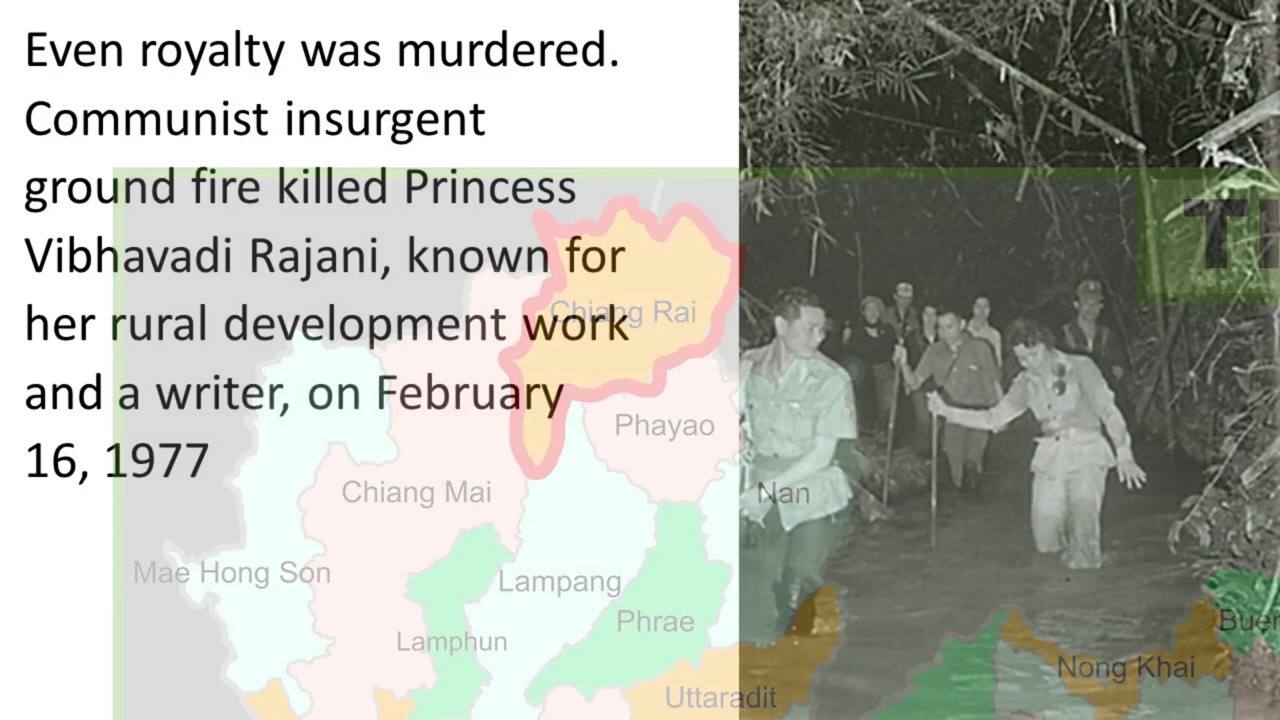 Even royalty was murdered.
Communist insurgent
ground fire killed Princess
Vibhavadi Rajani, known for
her rural development work
and a writer, on February
16, 1977
Chiang Rai
Phayao
Chiang Mai
Nan
Mae Hong Son
Lampang
Phrae
Lamphun
Nong Khai
Uttaradit